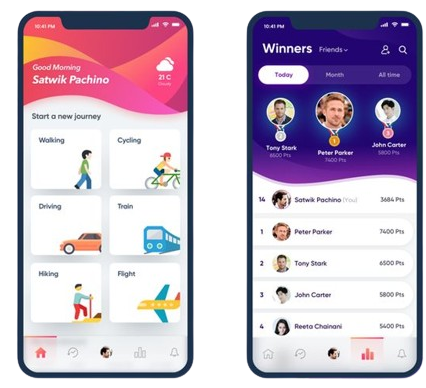 10:41 PM
Good Morning
Satwik Pachino
21 C
Start a new journey
Walking
Cycling
Driving
Train
Hiking
Flight
10:41 PM
Winners
Friends
Today
Month
All time
2
1
3
Tony Stark
6500 Pts
Peter Parker
7400 Pts
John Carter
5800 Pts
14 Satwik Pachino (You) 3684 Pts
1 Peter Parker 7400 Pts
2 Tony Stark 6500 Pts
3 John Carter 5800 Pts
4 Reeta Chainani 5400 Pts